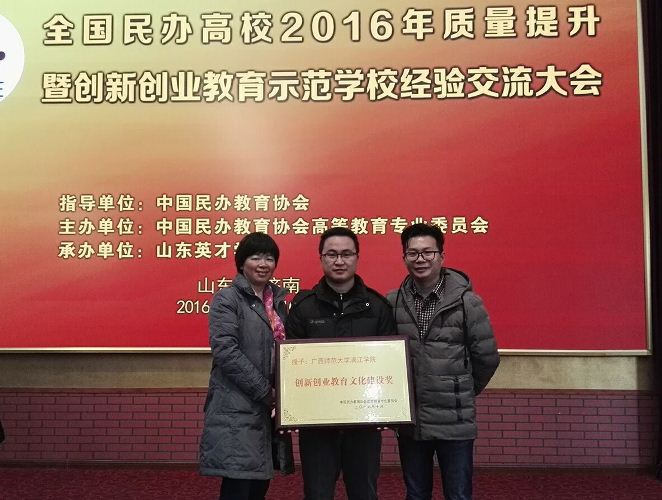 全国民办高校2016年质量提升
暨创新创业教育示范学校经验交流大会
指导单位：中国民办教育协会
主办单位：中国民办教育协会高等教育专业委员会
承办单位：山东英才学
山东 济南
2016
授予：广西师范大学漓江学院
创新创业教育文化建设奖